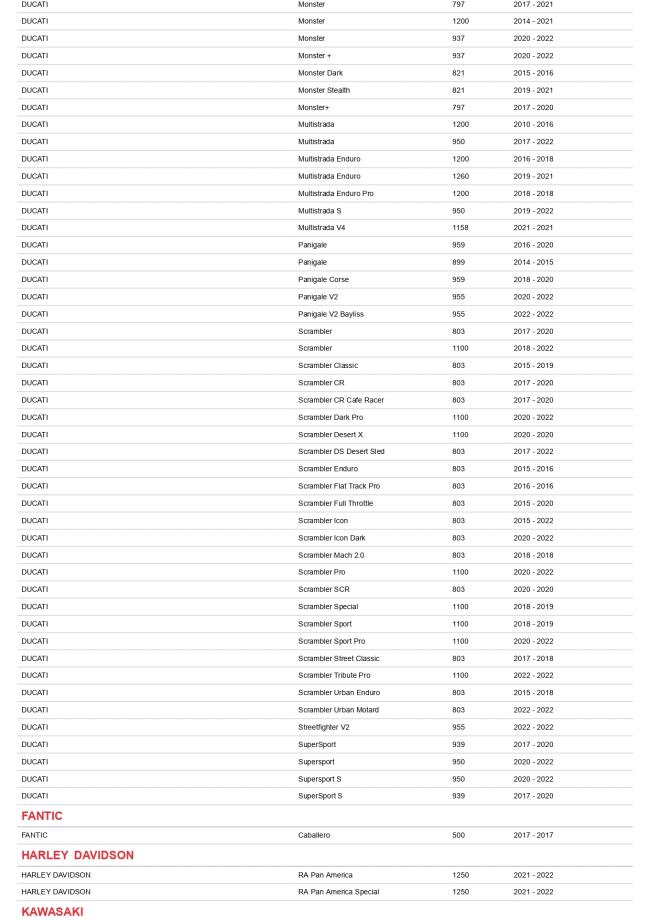 DUCATI Monster 797 2017 - 2021
DUCATI Monster 1200 2014 - 2021
DUCATI Monster 937 2020 - 2022
DUCATI Monster + 937 2020 - 2022
DUCATI Monster Dark 821 2015 - 2016
DUCATI Monster Stealth 821 2019 - 2021
DUCATI Monster+ 797 2017 - 2020
DUCATI Multistrada 1200 2010 - 2016
DUCATI Multistrada 950 2017 - 2022
DUCATI Multistrada Enduro 1200 2016 - 2018
DUCATI Multistrada Enduro 1260 2019 - 2021
DUCATI Multistrada Enduro Pro 1200 2018 - 2018
DUCATI Multistrada S 950 2019 - 2022
DUCATI Multistrada V4 1158 2021 - 2021
DUCATI Panigale 959 2016 - 2020
DUCATI Panigale 899 2014 - 2015
DUCATI Panigale Corse 959 2018 - 2020
DUCATI Panigale V2 955 2020 - 2022
DUCATI Panigale V2 Bayliss 955 2022 - 2022
DUCATI Scrambler 803 2017 - 2020
DUCATI Scrambler 1100 2018 - 2022
DUCATI Scrambler Classic 803 2015 - 2019
DUCATI Scrambler CR 803 2017 - 2020
DUCATI Scrambler CR Cafe Racer 803 2017 - 2020
DUCATI Scrambler Dark Pro 1100 2020 - 2022
DUCATI Scrambler Desert X 1100 2020 - 2020
DUCATI Scrambler DS Desert Sled 803 2017 - 2022
DUCATI Scrambler Enduro 803 2015 - 2016
DUCATI Scrambler Flat Track Pro 803 2016 - 2016
DUCATI Scrambler Full Throttle 803 2015 - 2020
DUCATI Scrambler Icon 803 2015 - 2022
DUCATI Scrambler Icon Dark 803 2020 - 2022
DUCATI Scrambler Mach 2.0 803 2018 - 2018
DUCATI Scrambler Pro 1100 2020 - 2022
DUCATI Scrambler SCR 803 2020 - 2020
DUCATI Scrambler Special 1100 2018 - 2019
DUCATI Scrambler Sport 1100 2018 - 2019
DUCATI Scrambler Sport Pro 1100 2020 - 2022
DUCATI Scrambler Street Classic 803 2017 - 2018
DUCATI Scrambler Tribute Pro 1100 2022 - 2022
DUCATI Scrambler Urban Enduro 803 2015 - 2018
DUCATI Scrambler Urban Motard 803 2022 - 2022
DUCATI Streetfighter V2 955 2022 - 2022
DUCATI SuperSport 939 2017 - 2020
DUCATI Supersport 950 2020 - 2022
DUCATI Supersport S 950 2020 - 2022
DUCATI SuperSport S 939 2017 - 2020
FANTIC
FANTIC Caballero 500 2017 - 2017
HARLEY DAVIDSON
HARLEY DAVIDSON RA Pan America 1250 2021 - 2022
HARLEY DAVIDSON RA Pan America Special 1250 2021 - 2022
KAWASAKI